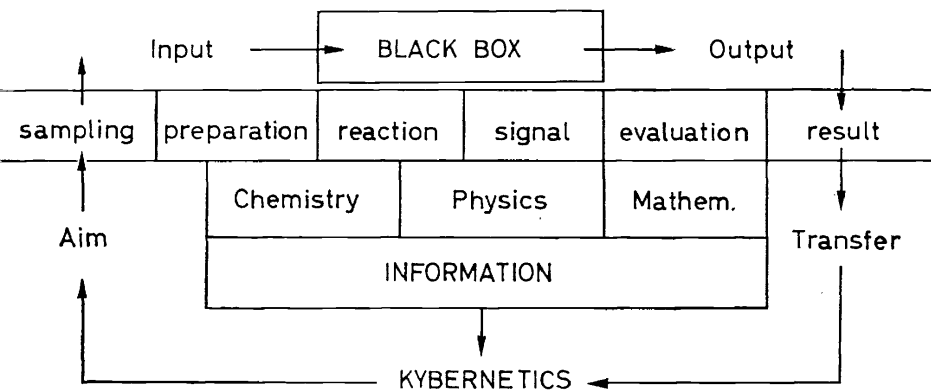 Input BLACK BOX Output
sampling preparation reaction signal evaluation result
Chemistry Physics Mathem.
Aim Transfer
INFORMATION
KYBERNETICS